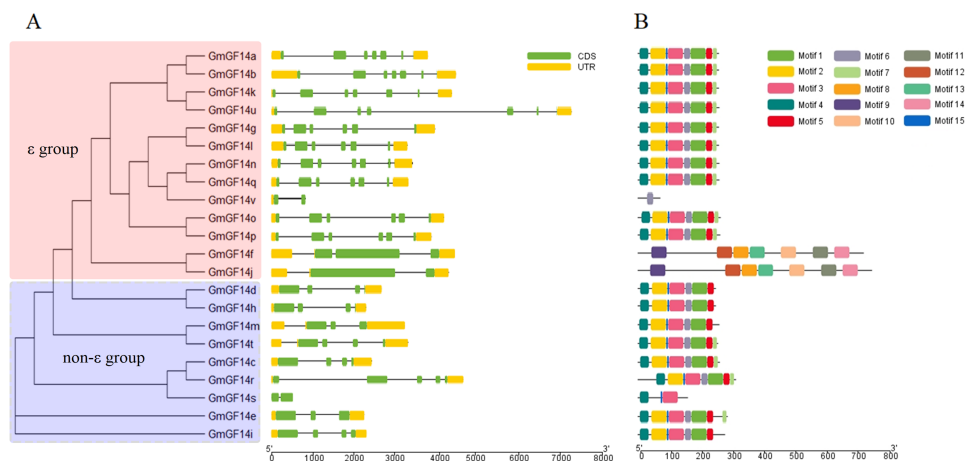 A
B
GmGF14a
GmGF14b
GmGF14k
GmGF14u
GmGF14g
GmGF14l
GmGF14n
GmGF14q
GmGF14v
GmGF14o
GmGF14p
GmGF14f
GmGF14j
GmGF14d
GmGF14h
GmGF14m
GmGF14t
GmGF14c
GmGF14r
GmGF14s
GmGF14e
GmGF14i
ε group
non-ε group
CDS
UTR
5' 3'
0 1000 2000 3000 4000 5000 6000 7000 8000
Motif 1 Motif 6 Motif 11
Motif 2 Motif 7 Motif 12
Motif 3 Motif 8 Motif 13
Motif 4 Motif 9 Motif 14
Motif 5 Motif 10 Motif 15
5' 3'
0 100 200 300 400 500 600 700 800